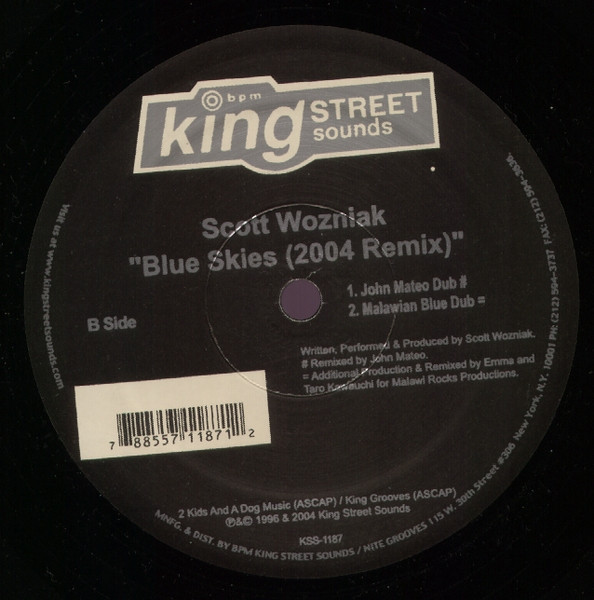 bpm
king STREET
sounds
Scott Wozniak
"Blue Skies (2004 Remix)"
1. John Mateo Dub #
2. Malawian Blue Dub =
B Side
Written, Performed & Produced by Scott Wozniak.
# Remixed by John Mateo.
= Additional Production & Remixed by Emma and
Taro Kawauchi for Malawi Rocks Productions.
7 88557 11871 2
2 Kids And A Dog Music (ASCAP) / King Grooves (ASCAP)
℗&© 1996 & 2004 King Street Sounds
KSS-1187
Visit us at www.kingstreetsounds.com
MNFG. & DIST. BY BPM KING STREET SOUNDS / NITE GROOVES 115 W. 30th Street #306 New York, N.Y. 10001 PH: (212) 594-3737 FAX: (212) 594-3636